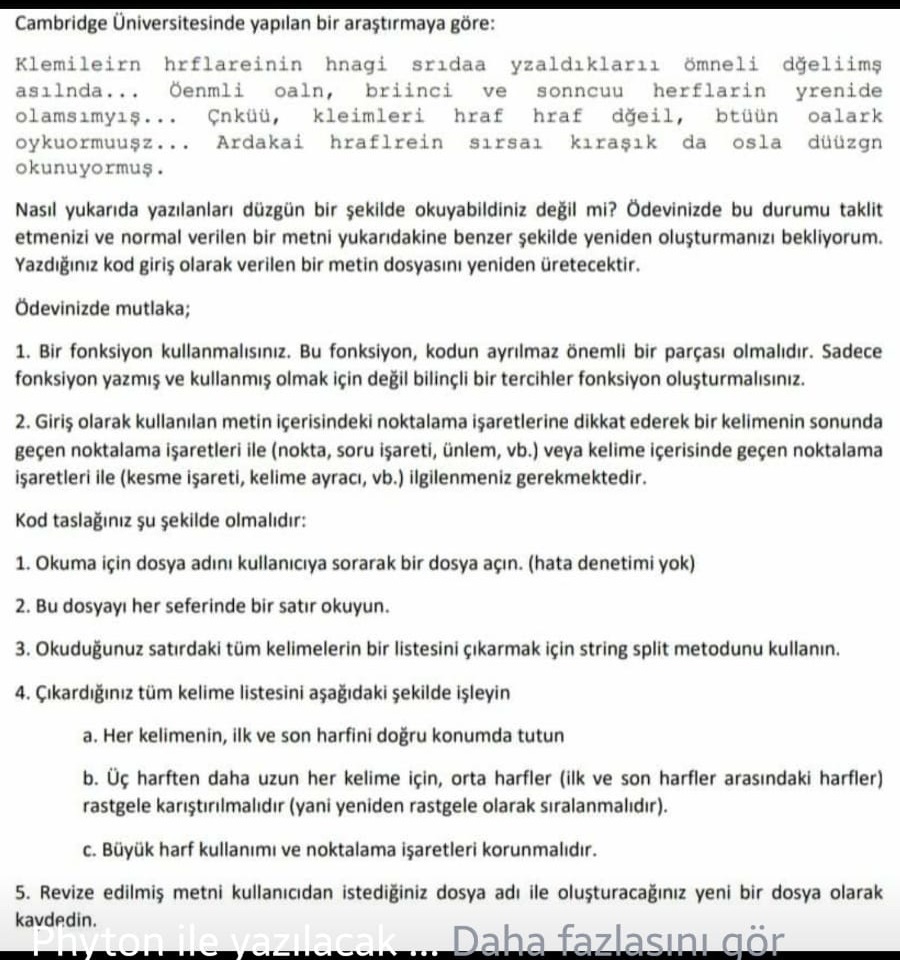 Cambridge Üniversitesinde yapılan bir araştırmaya göre:
Klemileirn hrflareinin hnagi srıdaa yzaldıklarıı ömneli dğeliimş
asılnda... Öenmli oaln, briinci ve sonncuu herflarin yrenide
olamsımyış... Çnküü, kleimleri hraf hraf dğeil, btüün oalark
oykuormuuşz... Ardakai hraflrein sırsaı kıraşık da osla düüzgn
okunuyormuş.
Nasıl yukarıda yazılanları düzgün bir şekilde okuyabildiniz değil mi? Ödevinizde bu durumu taklit
etmenizi ve normal verilen bir metni yukarıdakine benzer şekilde yeniden oluşturmanızı bekliyorum.
Yazdığınız kod giriş olarak verilen bir metin dosyasını yeniden üretecektir.
Ödevinizde mutlaka;
1. Bir fonksiyon kullanmalısınız. Bu fonksiyon, kodun ayrılmaz önemli bir parçası olmalıdır. Sadece
fonksiyon yazmış ve kullanmış olmak için değil bilinçli bir tercihler fonksiyon oluşturmalısınız.
2. Giriş olarak kullanılan metin içerisindeki noktalama işaretlerine dikkat ederek bir kelimenin sonunda
geçen noktalama işaretleri ile (nokta, soru işareti, ünlem, vb.) veya kelime içerisinde geçen noktalama
işaretleri ile (kesme işareti, kelime ayracı, vb.) ilgilenmeniz gerekmektedir.
Kod taslağınız şu şekilde olmalıdır:
1. Okuma için dosya adını kullanıcıya sorarak bir dosya açın. (hata denetimi yok)
2. Bu dosyayı her seferinde bir satır okuyun.
3. Okuduğunuz satırdaki tüm kelimelerin bir listesini çıkarmak için string split metodunu kullanın.
4. Çıkardığınız tüm kelime listesini aşağıdaki şekilde işleyin
a. Her kelimenin, ilk ve son harfini doğru konumda tutun
b. Üç harften daha uzun her kelime için, orta harfler (ilk ve son harfler arasındaki harfler)
rastgele karıştırılmalıdır (yani yeniden rastgele olarak sıralanmalıdır).
c. Büyük harf kullanımı ve noktalama işaretleri korunmalıdır.
5. Revize edilmiş metni kullanıcıdan istediğiniz dosya adı ile oluşturacağınız yeni bir dosya olarak
kaydedin.
Phyton ile yazılacak ... Daha fazlasını gör